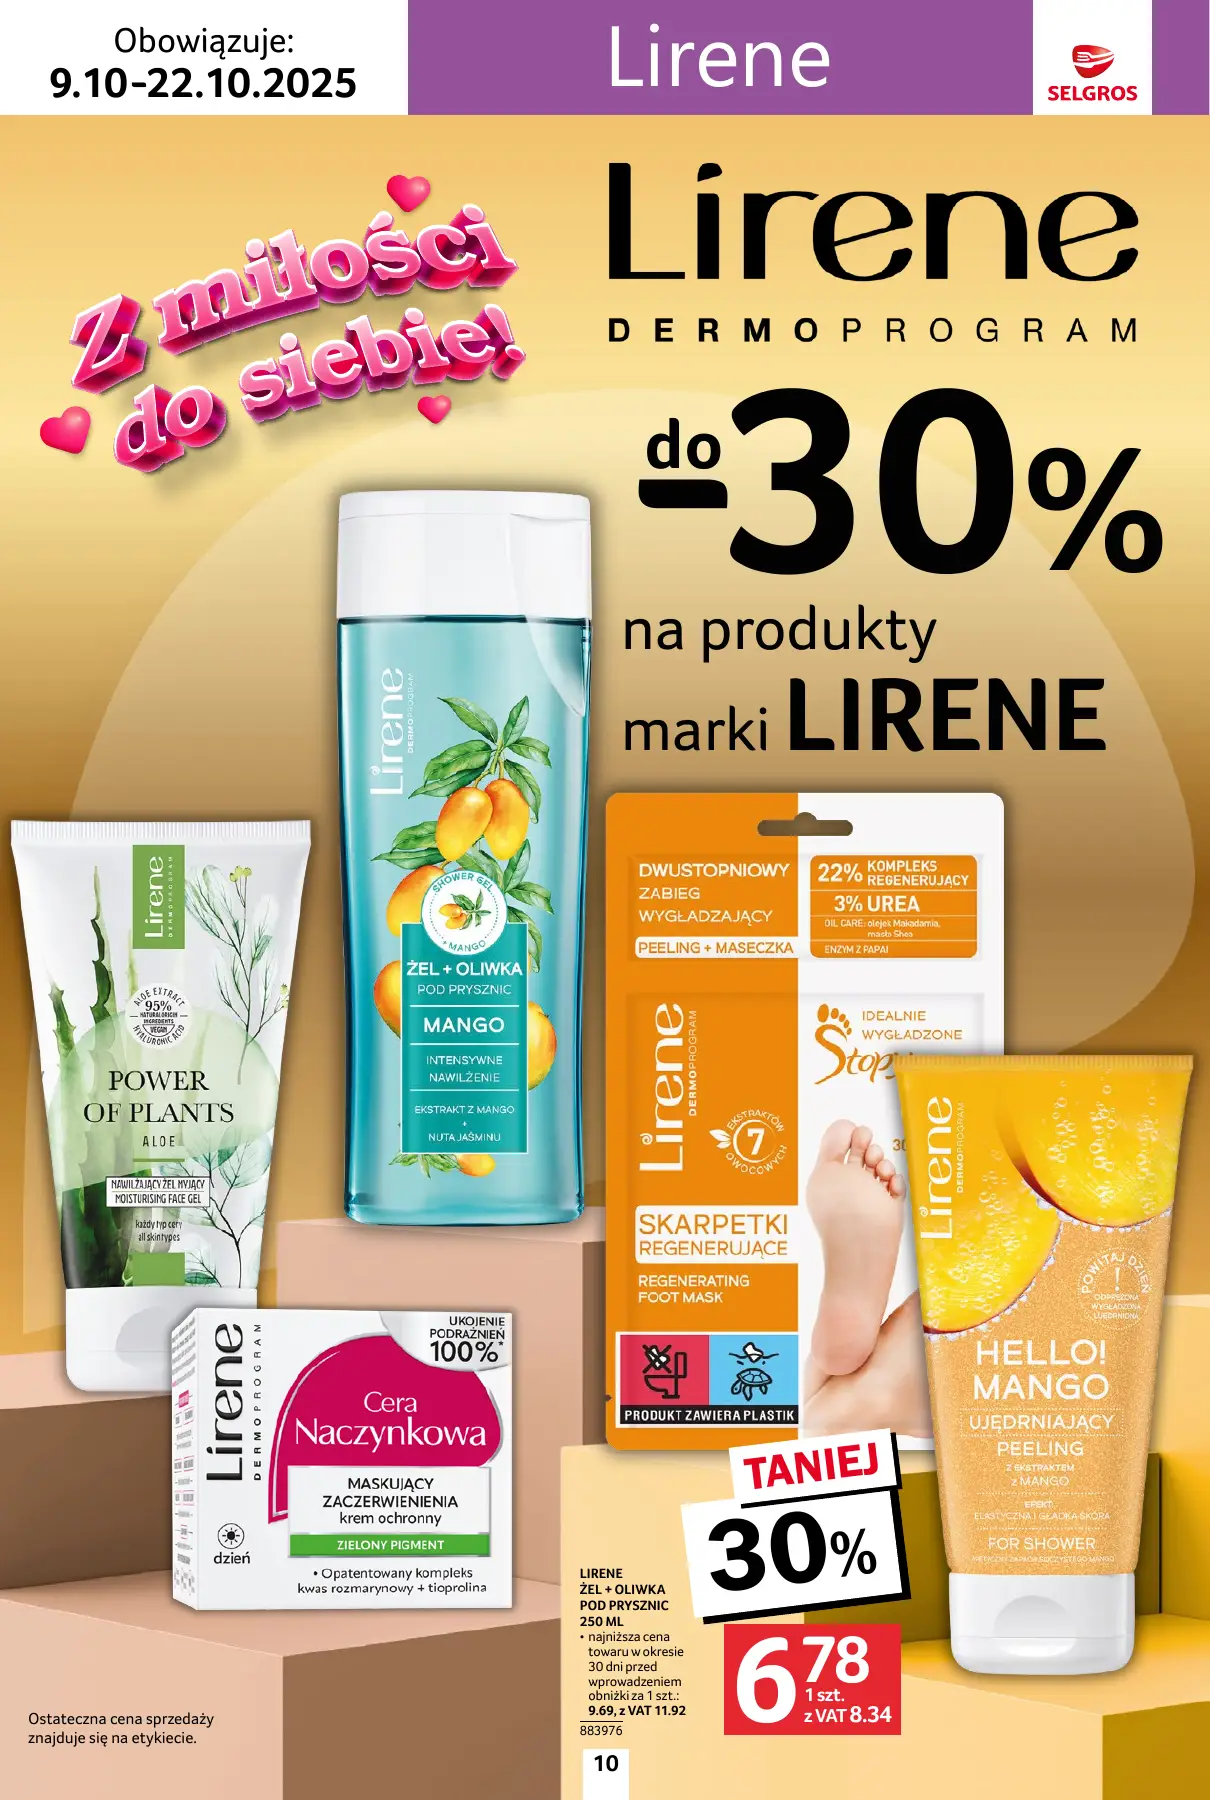 Obowiązuje:
9.10-22.10.2025
Lirene
SELGROS
Z miłości
do siebie!
Lirene
DERMOPROGRAM
do
-30%
na produkty
marki LIRENE
Lirene
DERMOPROGRAM
SHOWER GEL
+ MANGO
ŻEL + OLIWKA
POD PRYSZNIC
MANGO
INTENSYWNE
NAWILŻENIE
EKSTRAKT Z MANGO
+
NUTA JAŚMINU
Lirene
DERMOPROGRAM
ALOE EXTRACT
95%
NATURAL ORIGIN
INGREDIENTS
VEGAN
HYALURONIC ACID
POWER
OF PLANTS
ALOE
NAWILŻAJĄCY ŻEL MYJĄCY
MOISTURISING FACE GEL
każdy typ cery
all skin types
DWUSTOPNIOWY
ZABIEG
WYGŁADZAJĄCY
PEELING + MASECZKA
22% KOMPLEKS
REGENERUJĄCY
3% UREA
OIL CARE: olejek Makadamia,
masło Shea
ENZYM Z PAPAI
Lirene
DERMOPROGRAM
IDEALNIE
WYGŁADZONE
Stopy
EKSTRAKTÓW
7
OWOCOWYCH
SKARPETKI
REGENERUJĄCE
REGENERATING
FOOT MASK
PRODUKT ZAWIERA PLASTIK
Lirene
DERMOPROGRAM
POWITAJ DZIEŃ
!
ODPRĘŻONA
WYGŁADZONA
UJĘDRNIONA
HELLO!
MANGO
UJĘDRNIAJĄCY
PEELING
Z EKSTRAKTEM
z MANGO
EFEKT:
ELASTYCZNA I GŁADKA SKÓRA
FOR SHOWER
Lirene
DERMOPROGRAM
UKOJENIE
PODRAŻNIEŃ
100%*
Cera
Naczynkowa
MASKUJĄCY
ZACZERWIENIENIA
krem ochronny
ZIELONY PIGMENT
dzień
• Opatentowany kompleks
kwas rozmarynowy + tioprolina
TANIEJ
30%
LIRENE
ŻEL + OLIWKA
POD PRYSZNIC
250 ML
• najniższa cena
towaru w okresie
30 dni przed
wprowadzeniem
obniżki za 1 szt.:
9.69, z VAT 11.92
883976
6 78
1 szt.
z VAT 8.34
Ostateczna cena sprzedaży
znajduje się na etykiecie.
10